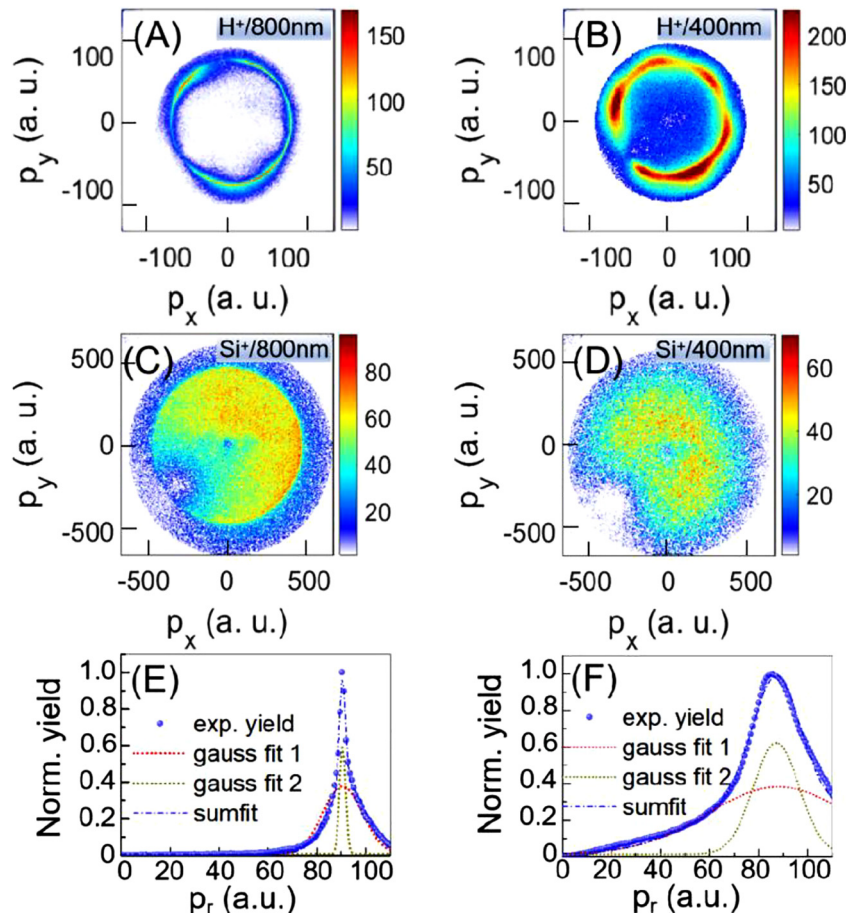 (A) H⁺/800nm
100
0
-100
p_y (a. u.)
-100 0 100
p_x (a. u.)
150
100
50
(B) H⁺/400nm
100
0
-100
p_y (a. u.)
-100 0 100
p_x (a. u.)
200
150
100
50
(C) Si⁺/800nm
500
0
-500
p_y (a. u.)
-500 0 500
p_x (a. u.)
80
60
40
20
(D) Si⁺/400nm
500
0
-500
p_y (a. u.)
-500 0 500
p_x (a. u.)
60
40
20
(E)
Norm. yield
1.0
0.8
0.6
0.4
0.2
0
exp. yield
gauss fit 1
gauss fit 2
sumfit
0 20 40 60 80 100
p_r (a.u.)
(F)
Norm. yield
1.0
0.8
0.6
0.4
0.2
0
exp. yield
gauss fit 1
gauss fit 2
sumfit
0 20 40 60 80 100
p_r (a.u.)